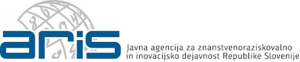 aris
Javna agencija za znanstvenoraziskovalno
in inovacijsko dejavnost Republike Slovenije